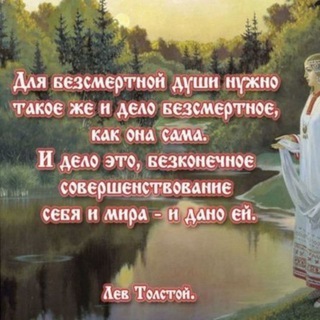 Для безсмертной души нужно
такое же и дело безсмертное,
как она сама.
И дело это, безконечное
совершенствование
себя и мира - и дано ей.
Лев Толстой.